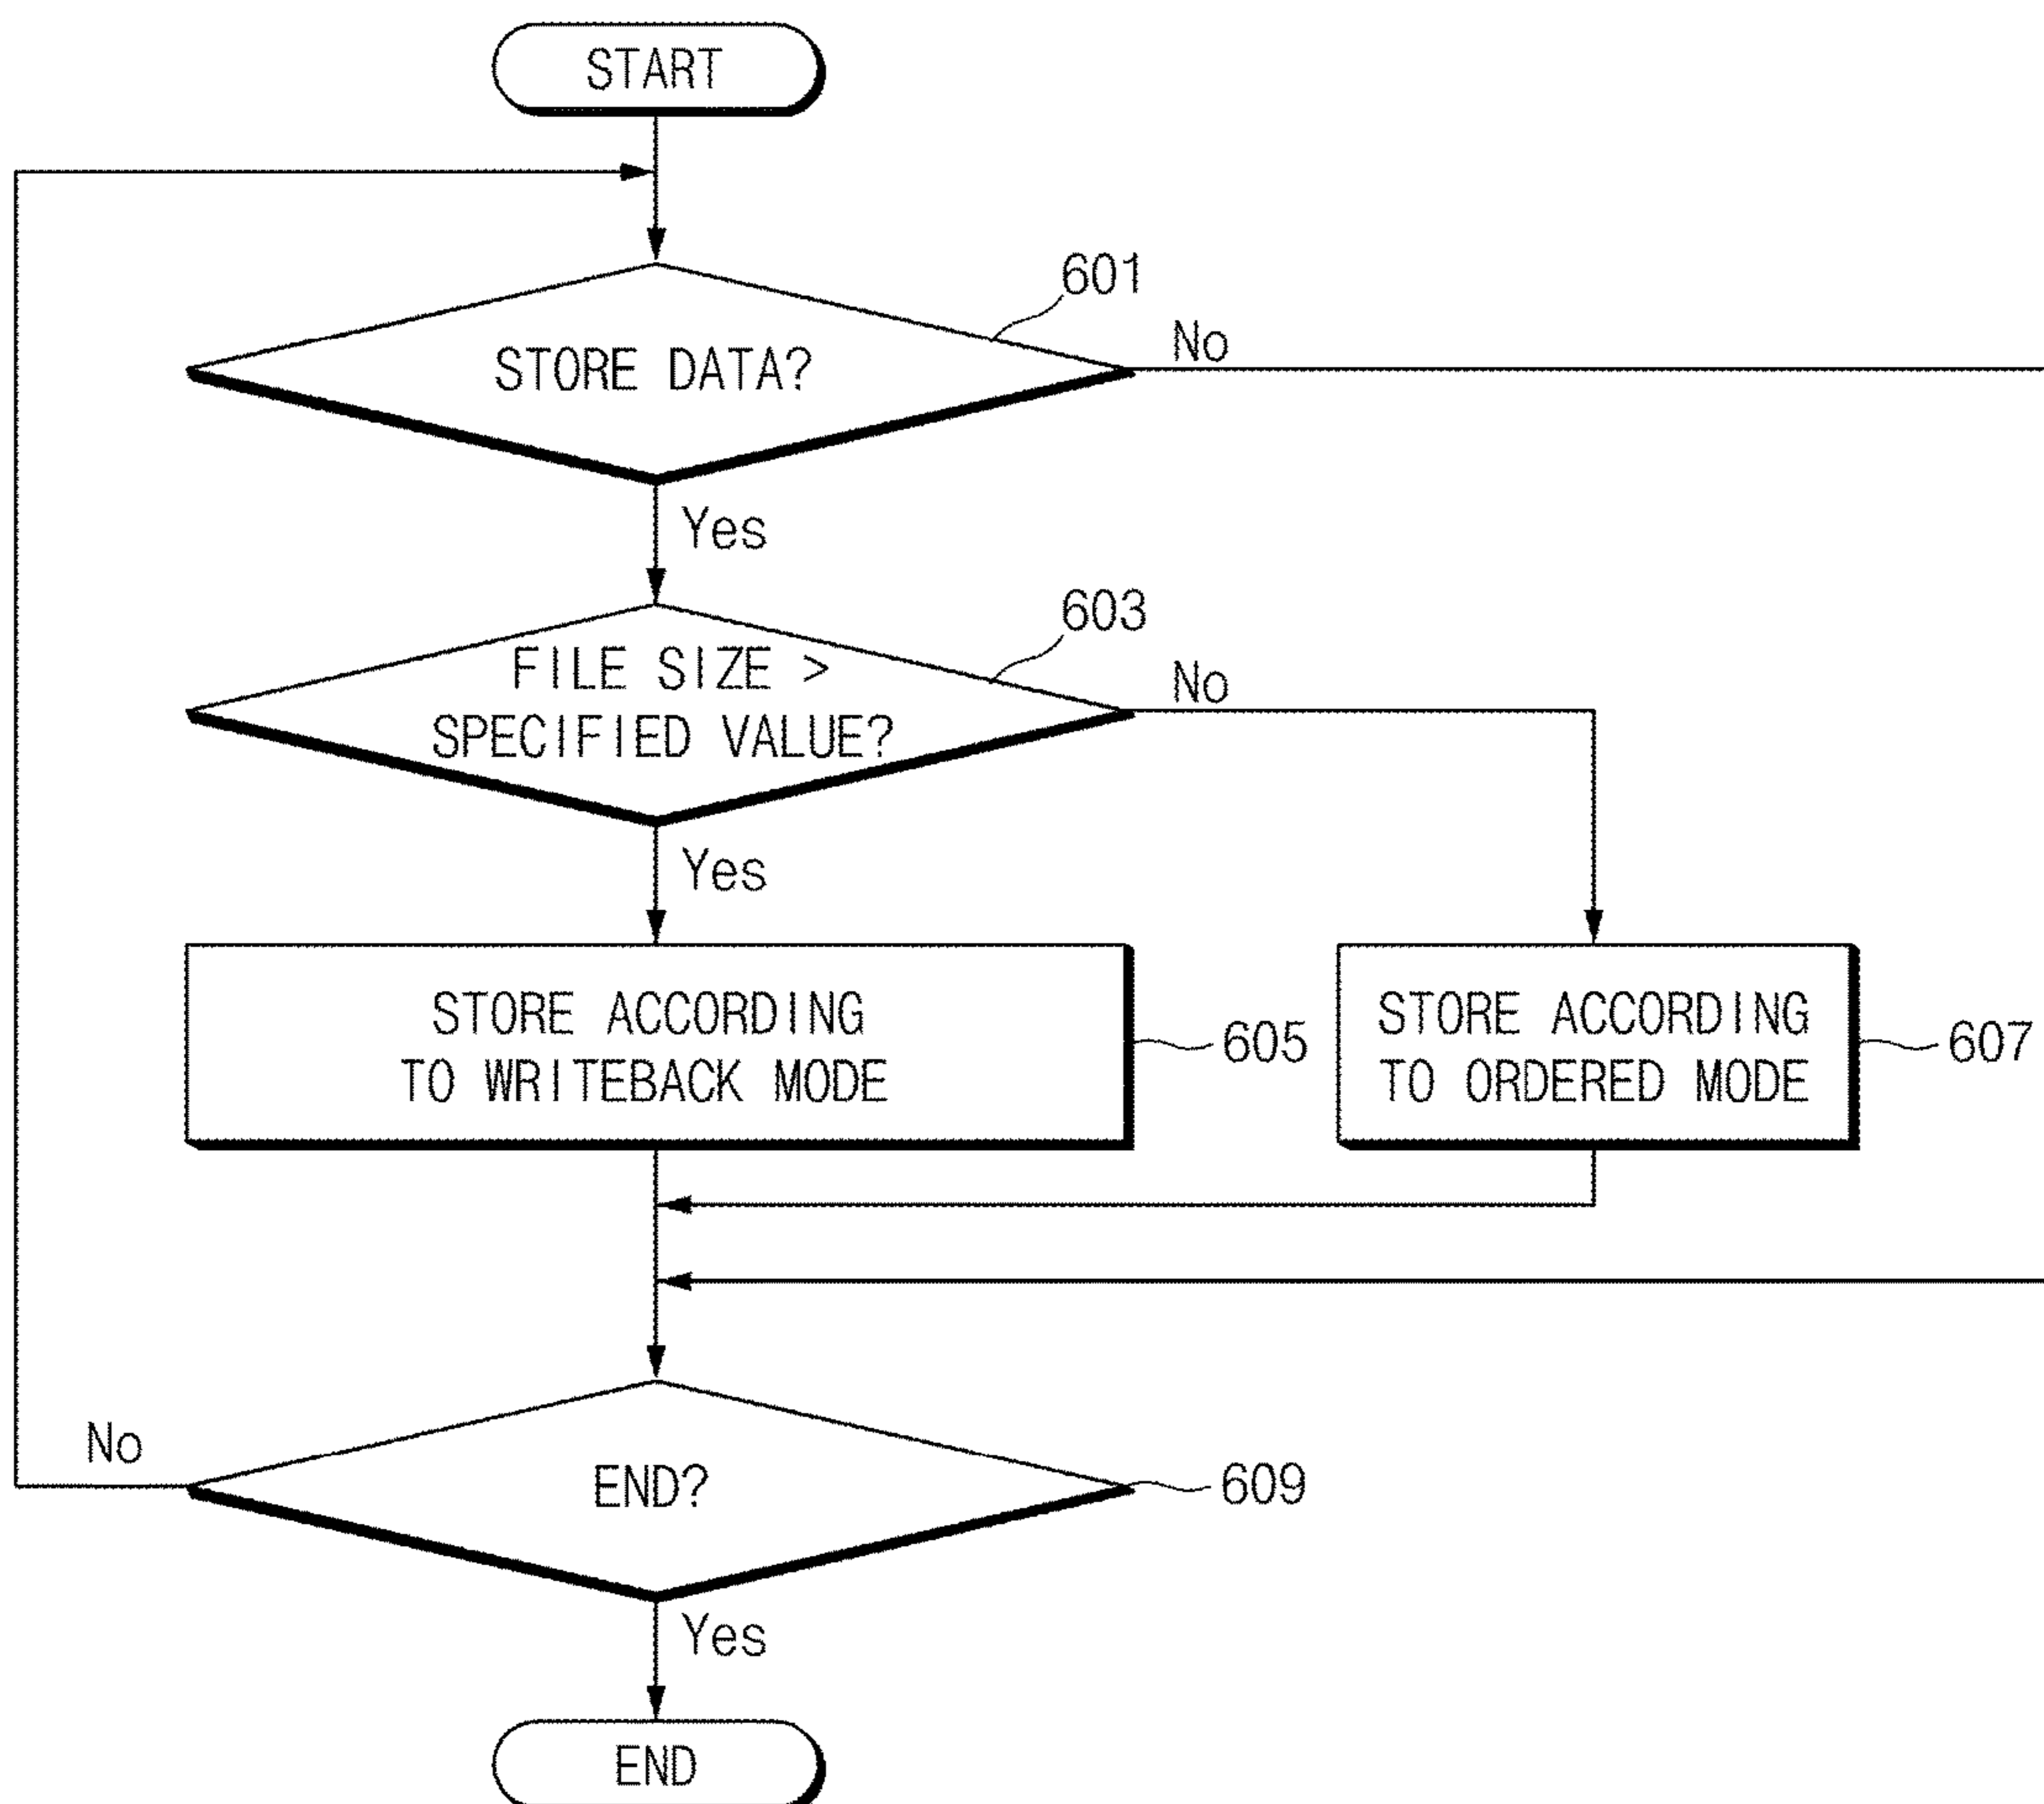 START
601
STORE DATA?
No
Yes
603
FILE SIZE >
SPECIFIED VALUE?
No
Yes
STORE ACCORDING
TO WRITEBACK MODE
605
STORE ACCORDING
TO ORDERED MODE
607
No
END?
609
Yes
END